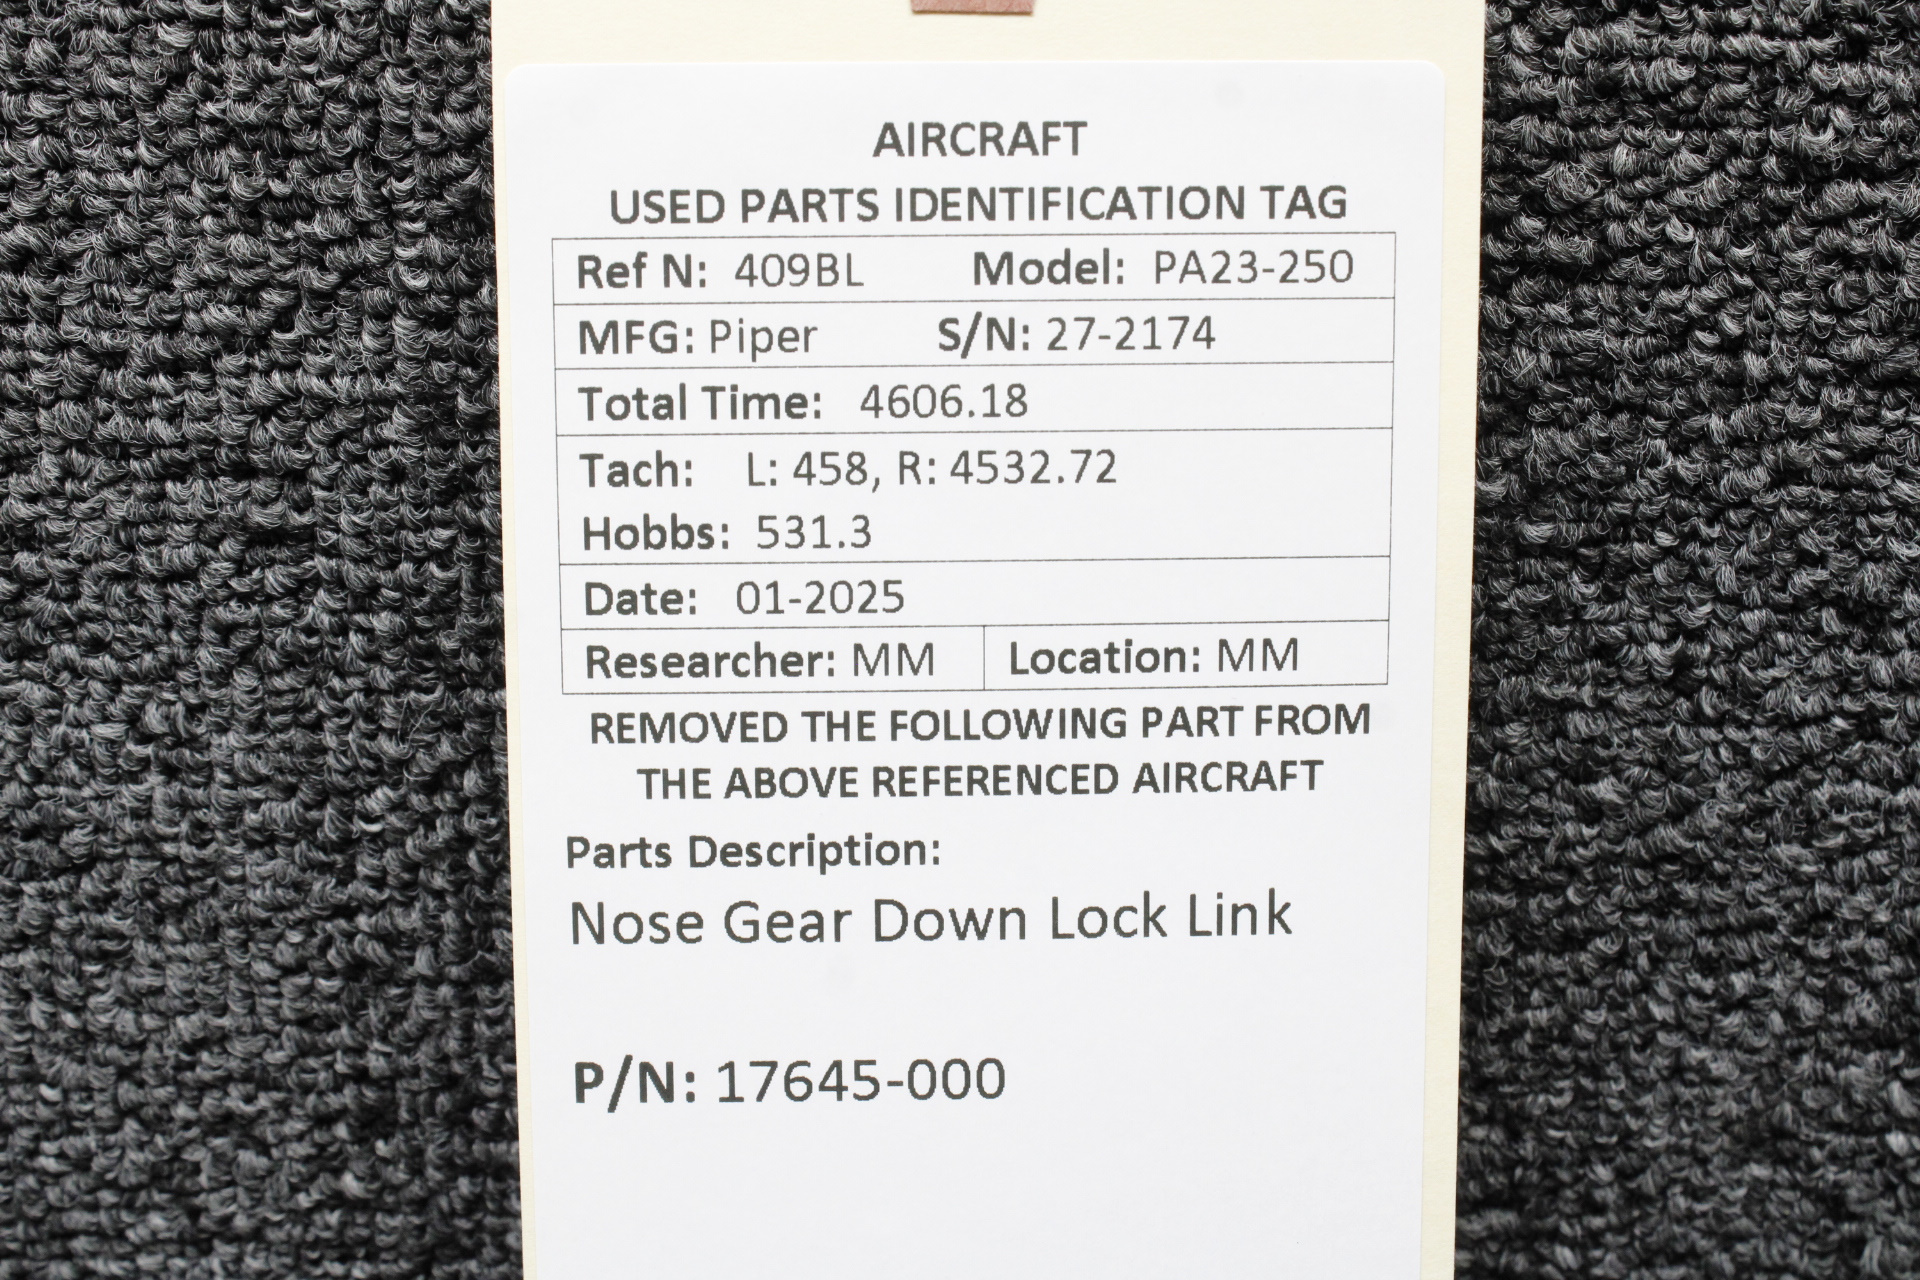 AIRCRAFT
USED PARTS IDENTIFICATION TAG
Ref N: 409BL Model: PA23-250
MFG: Piper S/N: 27-2174
Total Time: 4606.18
Tach: L: 458, R: 4532.72
Hobbs: 531.3
Date: 01-2025
Researcher: MM Location: MM
REMOVED THE FOLLOWING PART FROM
THE ABOVE REFERENCED AIRCRAFT
Parts Description:
Nose Gear Down Lock Link
P/N: 17645-000